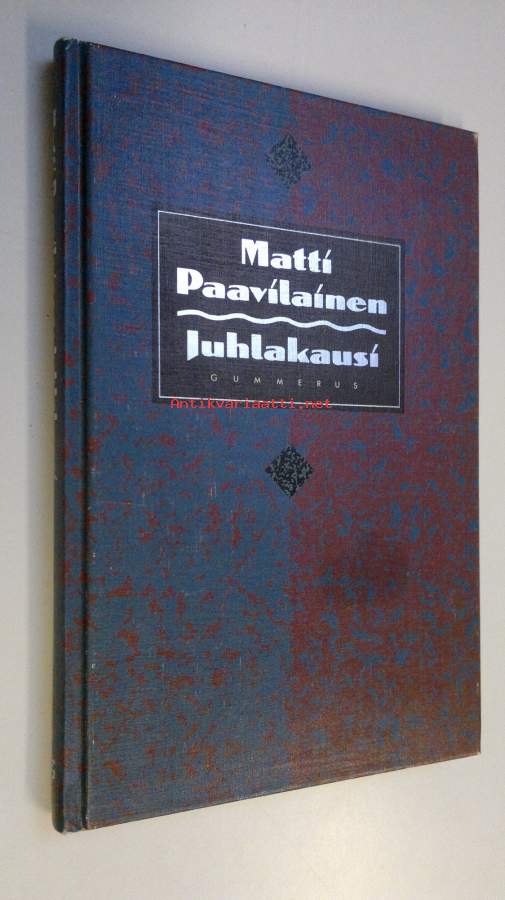 Matti
Paavilainen
Juhlakausi
GUMMERUS
Antikvariaatti.net